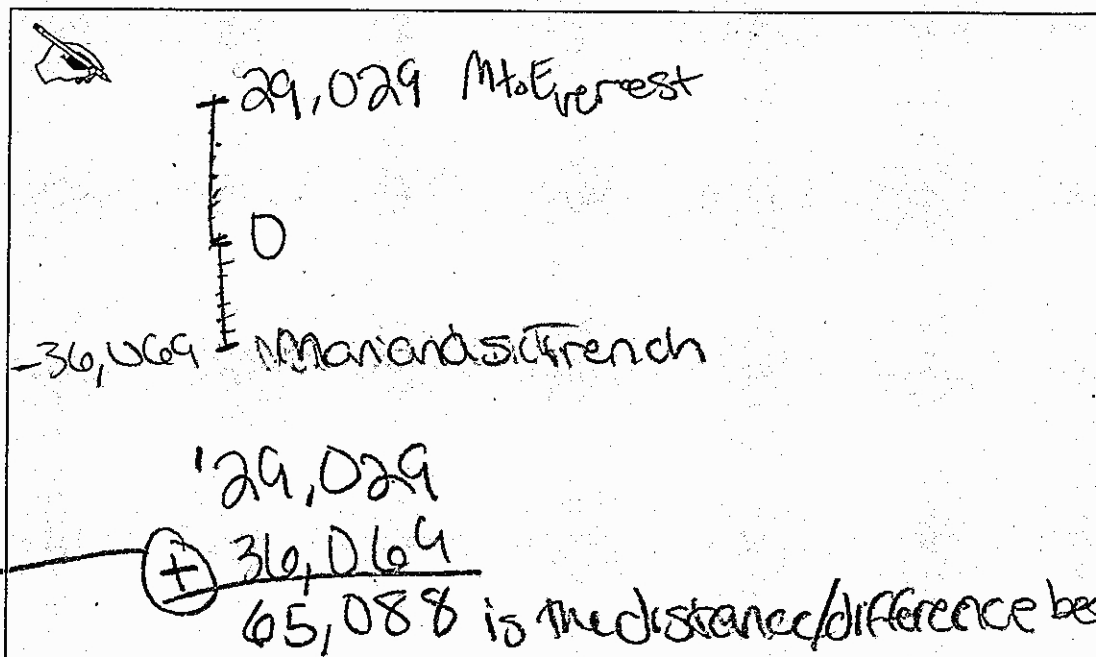 29,029 Mt. Everest
0
-36,069 Marianas Trench
29,029
+ 36,069
65,088 is the distance/difference be